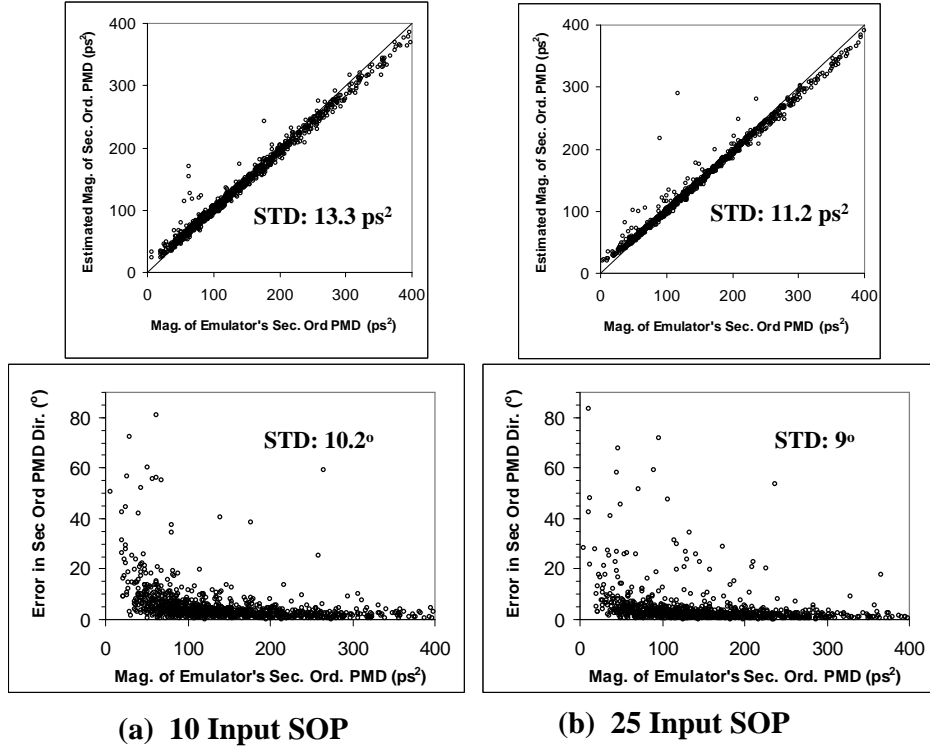 400
300
200
100
0
Estimated Mag. of Sec. Ord. PMD (ps²)
STD: 13.3 ps²
0 100 200 300 400
Mag. of Emulator's Sec. Ord PMD (ps²)
400
300
200
100
0
Estimated Mag. of Sec. Ord. PMD (ps²)
STD: 11.2 ps²
0 100 200 300 400
Mag. of Emulator's Sec. Ord PMD (ps²)
80
60
40
20
0
Error in Sec Ord PMD Dir. (º)
STD: 10.2º
0 100 200 300 400
Mag. of Emulator's Sec. Ord. PMD (ps²)
80
60
40
20
0
Error in Sec Ord PMD Dir. (º)
STD: 9º
0 100 200 300 400
Mag. of Emulator's Sec. Ord. PMD (ps²)
(a) 10 Input SOP
(b) 25 Input SOP